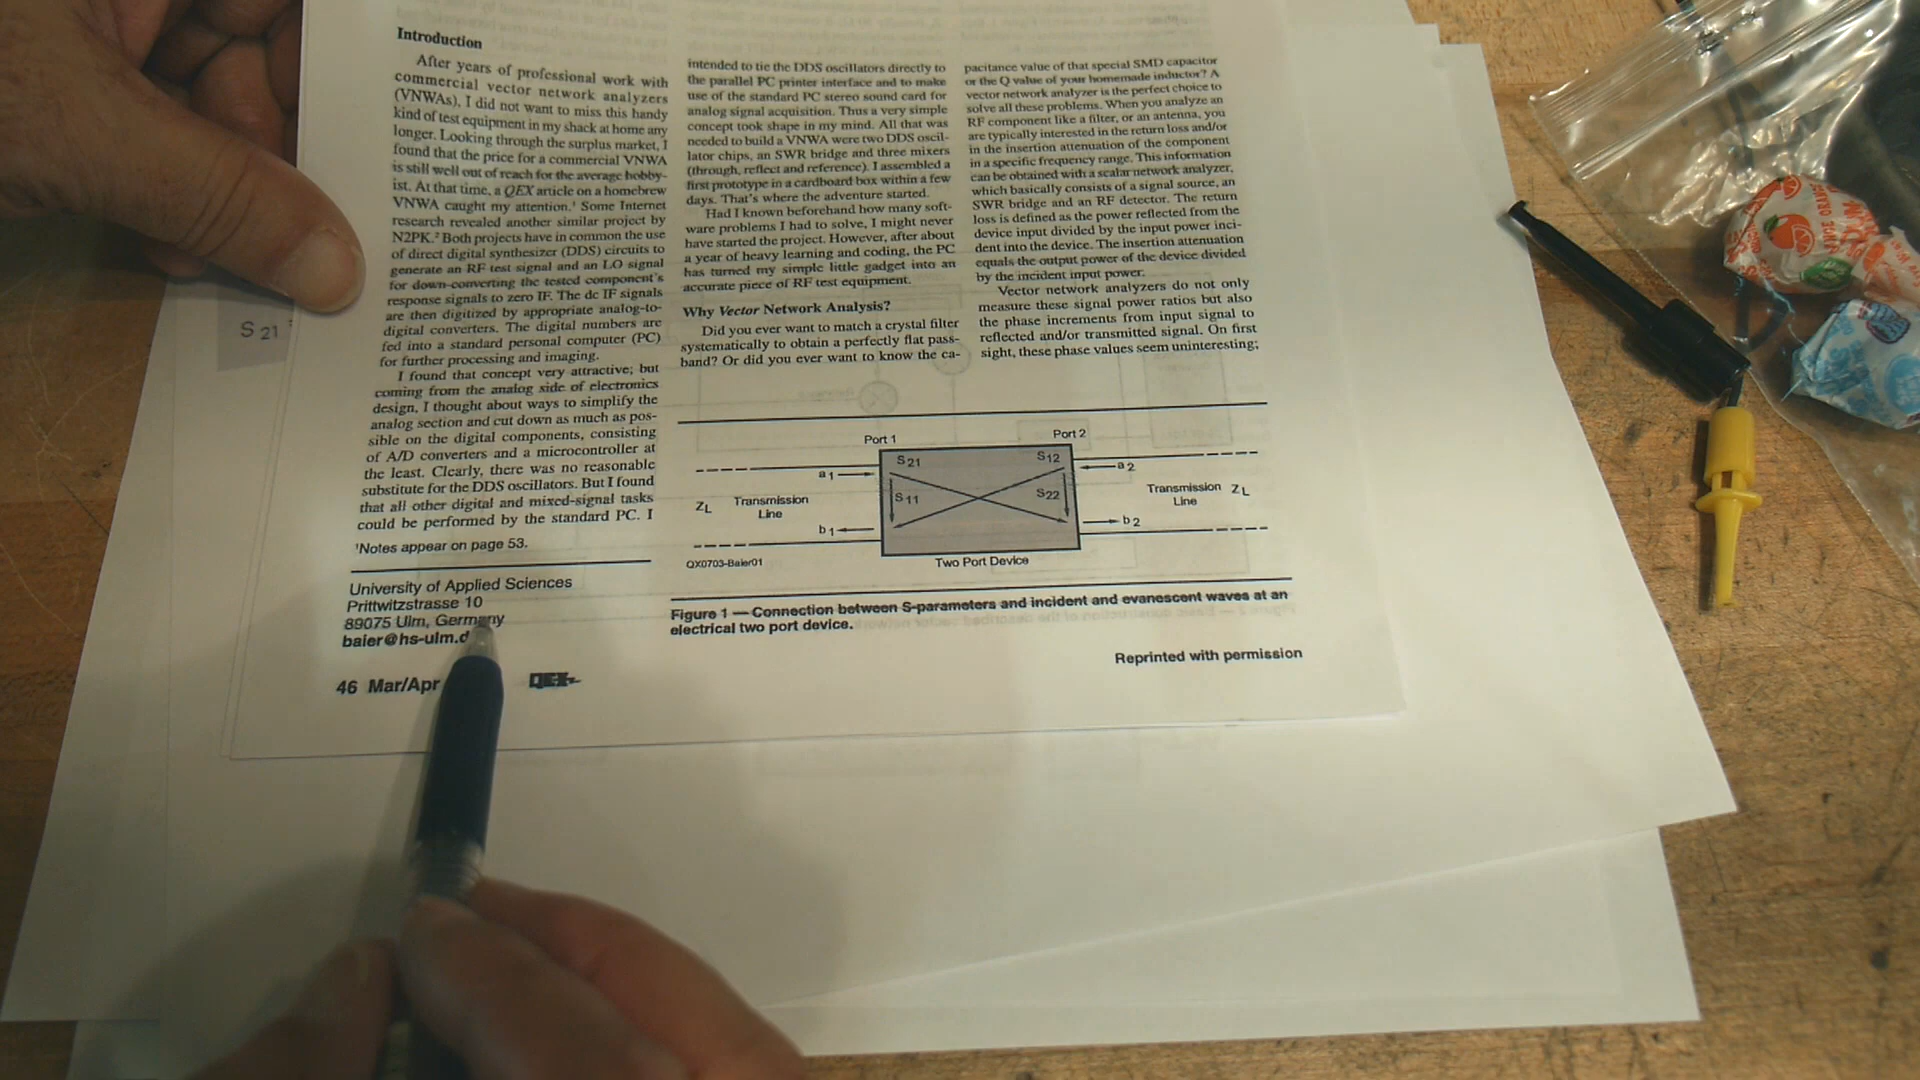 Introduction
After years of professional work with
commercial vector network analyzers
(VNWAs), I did not want to miss this handy
kind of test equipment in my shack at home any
longer. Looking through the surplus market, I
found that the price for a commercial VNWA
is still well out of reach for the average hobby-
ist. At that time, a QEX article on a homebrew
VNWA caught my attention.¹ Some Internet
research revealed another similar project by
N2PK.² Both projects have in common the use
of direct digital synthesizer (DDS) circuits to
generate an RF test signal and an LO signal
for down-converting the tested component's
response signals to zero IF. The dc IF signals
are then digitized by appropriate analog-to-
digital converters. The digital numbers are
fed into a standard personal computer (PC)
for further processing and imaging.
I found that concept very attractive; but
coming from the analog side of electronics
design, I thought about ways to simplify the
analog section and cut down as much as pos-
sible on the digital components, consisting
of A/D converters and a microcontroller at
the least. Clearly, there was no reasonable
substitute for the DDS oscillators. But I found
that all other digital and mixed-signal tasks
could be performed by the standard PC. I
¹Notes appear on page 53.
University of Applied Sciences
Prittwitzstrasse 10
89075 Ulm, Germany
baier@hs-ulm.d
46 Mar/Apr
QEX
intended to tie the DDS oscillators directly to
the parallel PC printer interface and to make
use of the standard PC stereo sound card for
analog signal acquisition. Thus a very simple
concept took shape in my mind. All that was
needed to build a VNWA were two DDS oscil-
lator chips, an SWR bridge and three mixers
(through, reflect and reference). I assembled a
first prototype in a cardboard box within a few
days. That's where the adventure started.
Had I known beforehand how many soft-
ware problems I had to solve, I might never
have started the project. However, after about
a year of heavy learning and coding, the PC
has turned my simple little gadget into an
accurate piece of RF test equipment.
Why Vector Network Analysis?
Did you ever want to match a crystal filter
systematically to obtain a perfectly flat pass-
band? Or did you ever want to know the ca-
pacitance value of that special SMD capacitor
or the Q value of your homemade inductor? A
vector network analyzer is the perfect choice to
solve all these problems. When you analyze an
RF component like a filter, or an antenna, you
are typically interested in the return loss and/or
in the insertion attenuation of the component
in a specific frequency range. This information
can be obtained with a scalar network analyzer,
which basically consists of a signal source, an
SWR bridge and an RF detector. The return
loss is defined as the power reflected from the
device input divided by the input power inci-
dent into the device. The insertion attenuation
equals the output power of the device divided
by the incident input power.
Vector network analyzers do not only
measure these signal power ratios but also
the phase increments from input signal to
reflected and/or transmitted signal. On first
sight, these phase values seem uninteresting;
Port 1 Port 2
S21 S12
a1 a2
S11 S22
ZL Transmission Line
Transmission Line ZL
b1 b2
QX0703-Baier01
Two Port Device
Figure 1 — Connection between S-parameters and incident and evanescent waves at an
electrical two port device.
Reprinted with permission
S 21